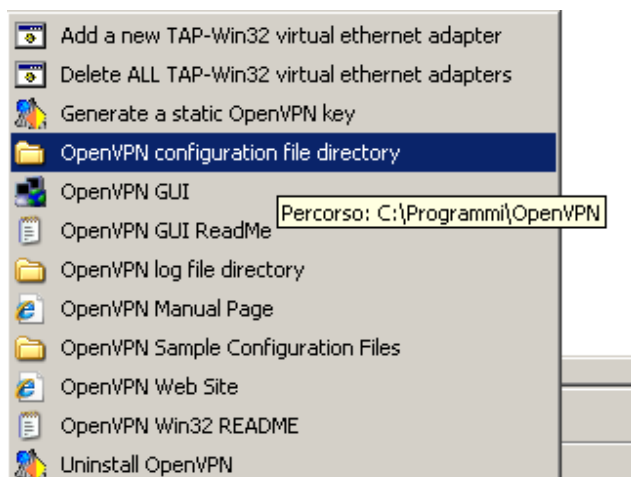 Add a new TAP-Win32 virtual ethernet adapter
Delete ALL TAP-Win32 virtual ethernet adapters
Generate a static OpenVPN key
OpenVPN configuration file directory
OpenVPN GUI
Percorso: C:\Programmi\OpenVPN
OpenVPN GUI ReadMe
OpenVPN log file directory
OpenVPN Manual Page
OpenVPN Sample Configuration Files
OpenVPN Web Site
OpenVPN Win32 README
Uninstall OpenVPN